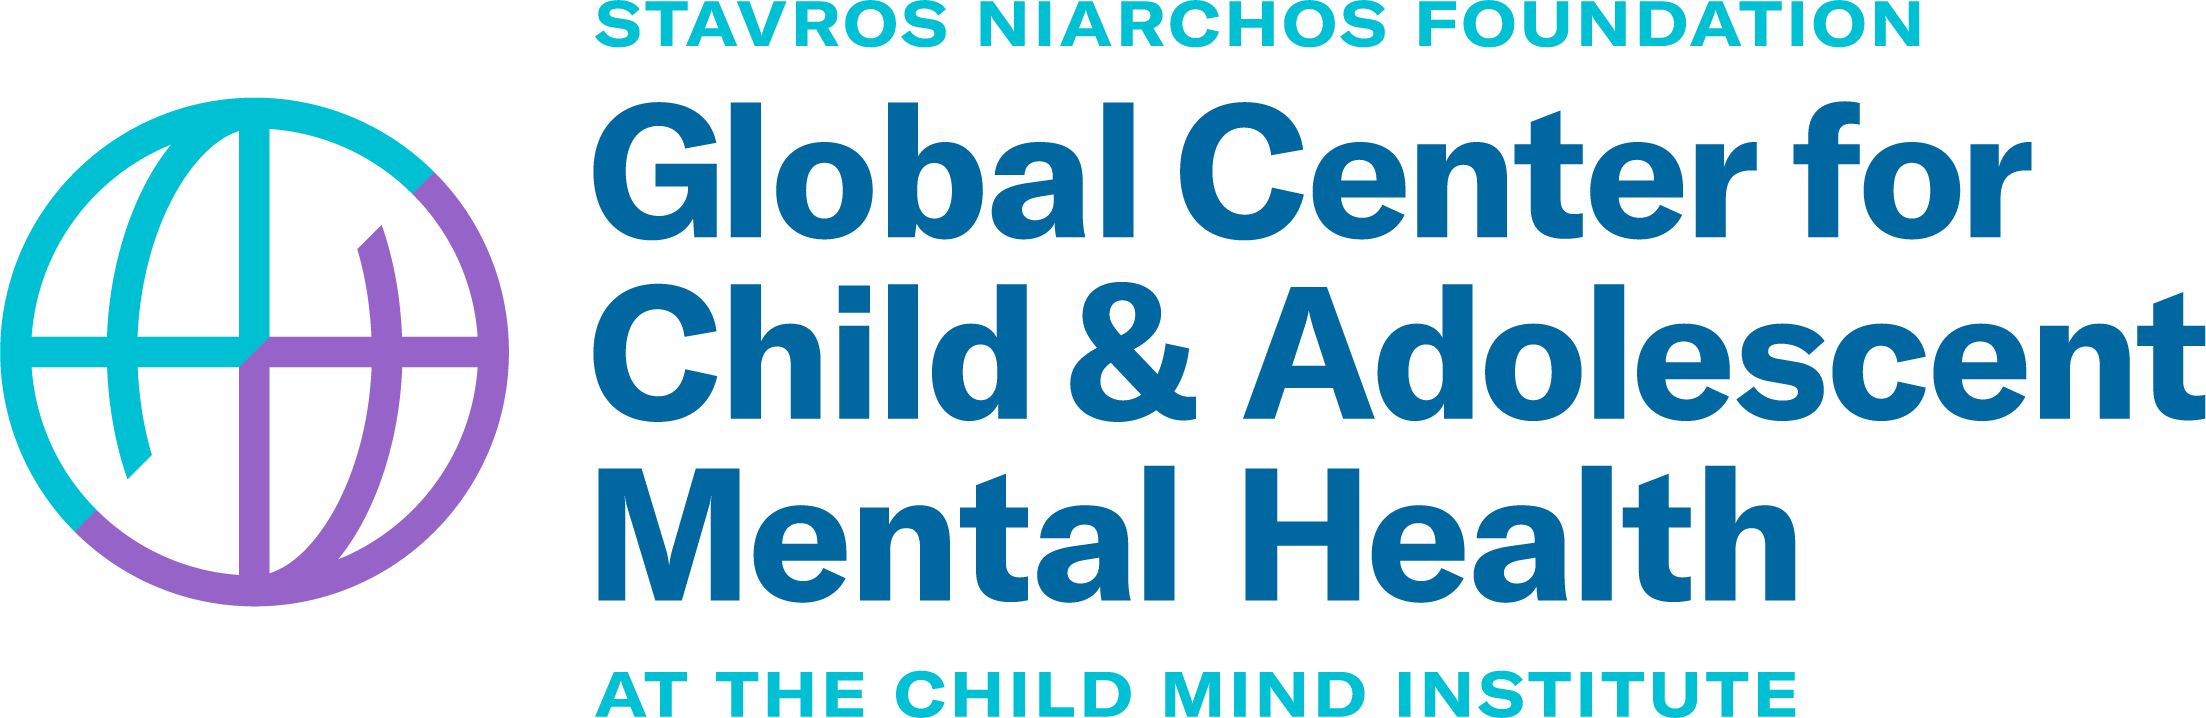 STAVROS NIARCHOS FOUNDATION
Global Center for
Child & Adolescent
Mental Health
AT THE CHILD MIND INSTITUTE